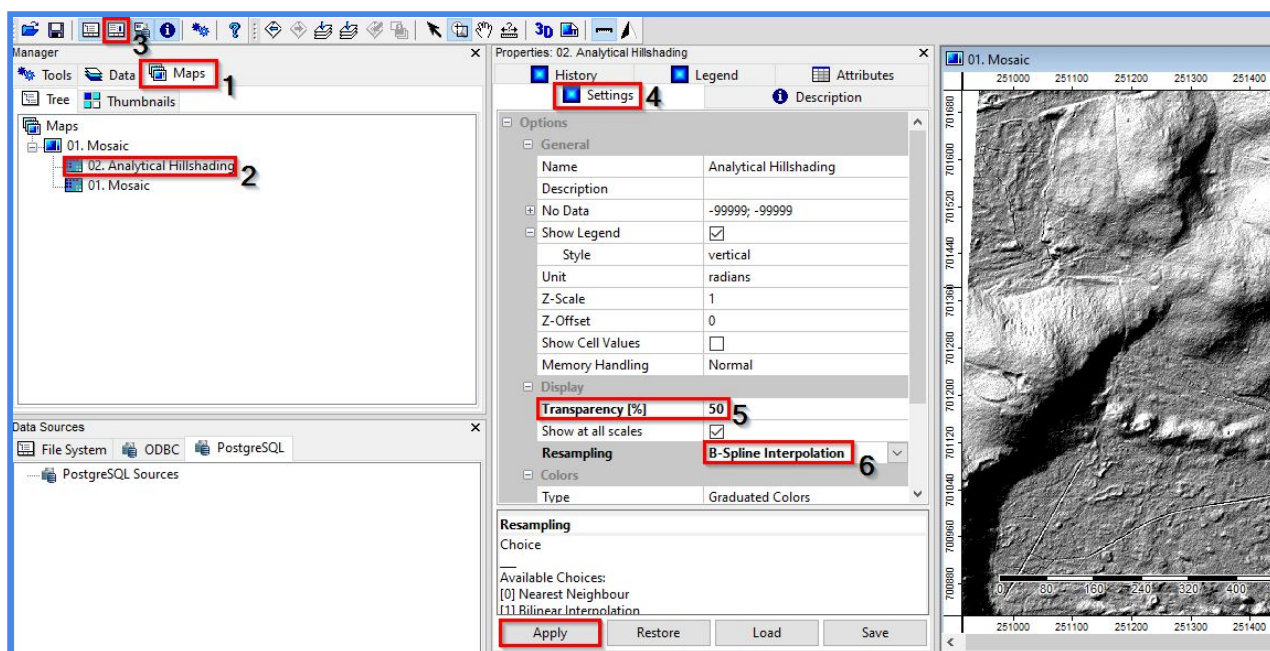 3D
3
Manager
Tools Data Maps
1
Tree Thumbnails
Maps
01. Mosaic
02. Analytical Hillshading
2
01. Mosaic
Data Sources
File System ODBC PostgreSQL
PostgreSQL Sources
Properties: 02. Analytical Hillshading
History Legend Attributes
Settings 4 Description
Options
General
Name Analytical Hillshading
Description
No Data -99999; -99999
Show Legend
Style vertical
Unit radians
Z-Scale 1
Z-Offset 0
Show Cell Values
Memory Handling Normal
Display
Transparency [%] 50 5
Show at all scales
Resampling B-Spline Interpolation 6
Colors
Type Graduated Colors
Resampling
Choice
Available Choices:
[0] Nearest Neighbour
[1] Bilinear Interpolation
Apply Restore Load Save
01. Mosaic
251000 251100 251200 251300 251400
701680
701600
701520
701440
701360
701280
701200
701120
701040
700960
700880
0 80 160 240 320 400
251000 251100 251200 251300 251400